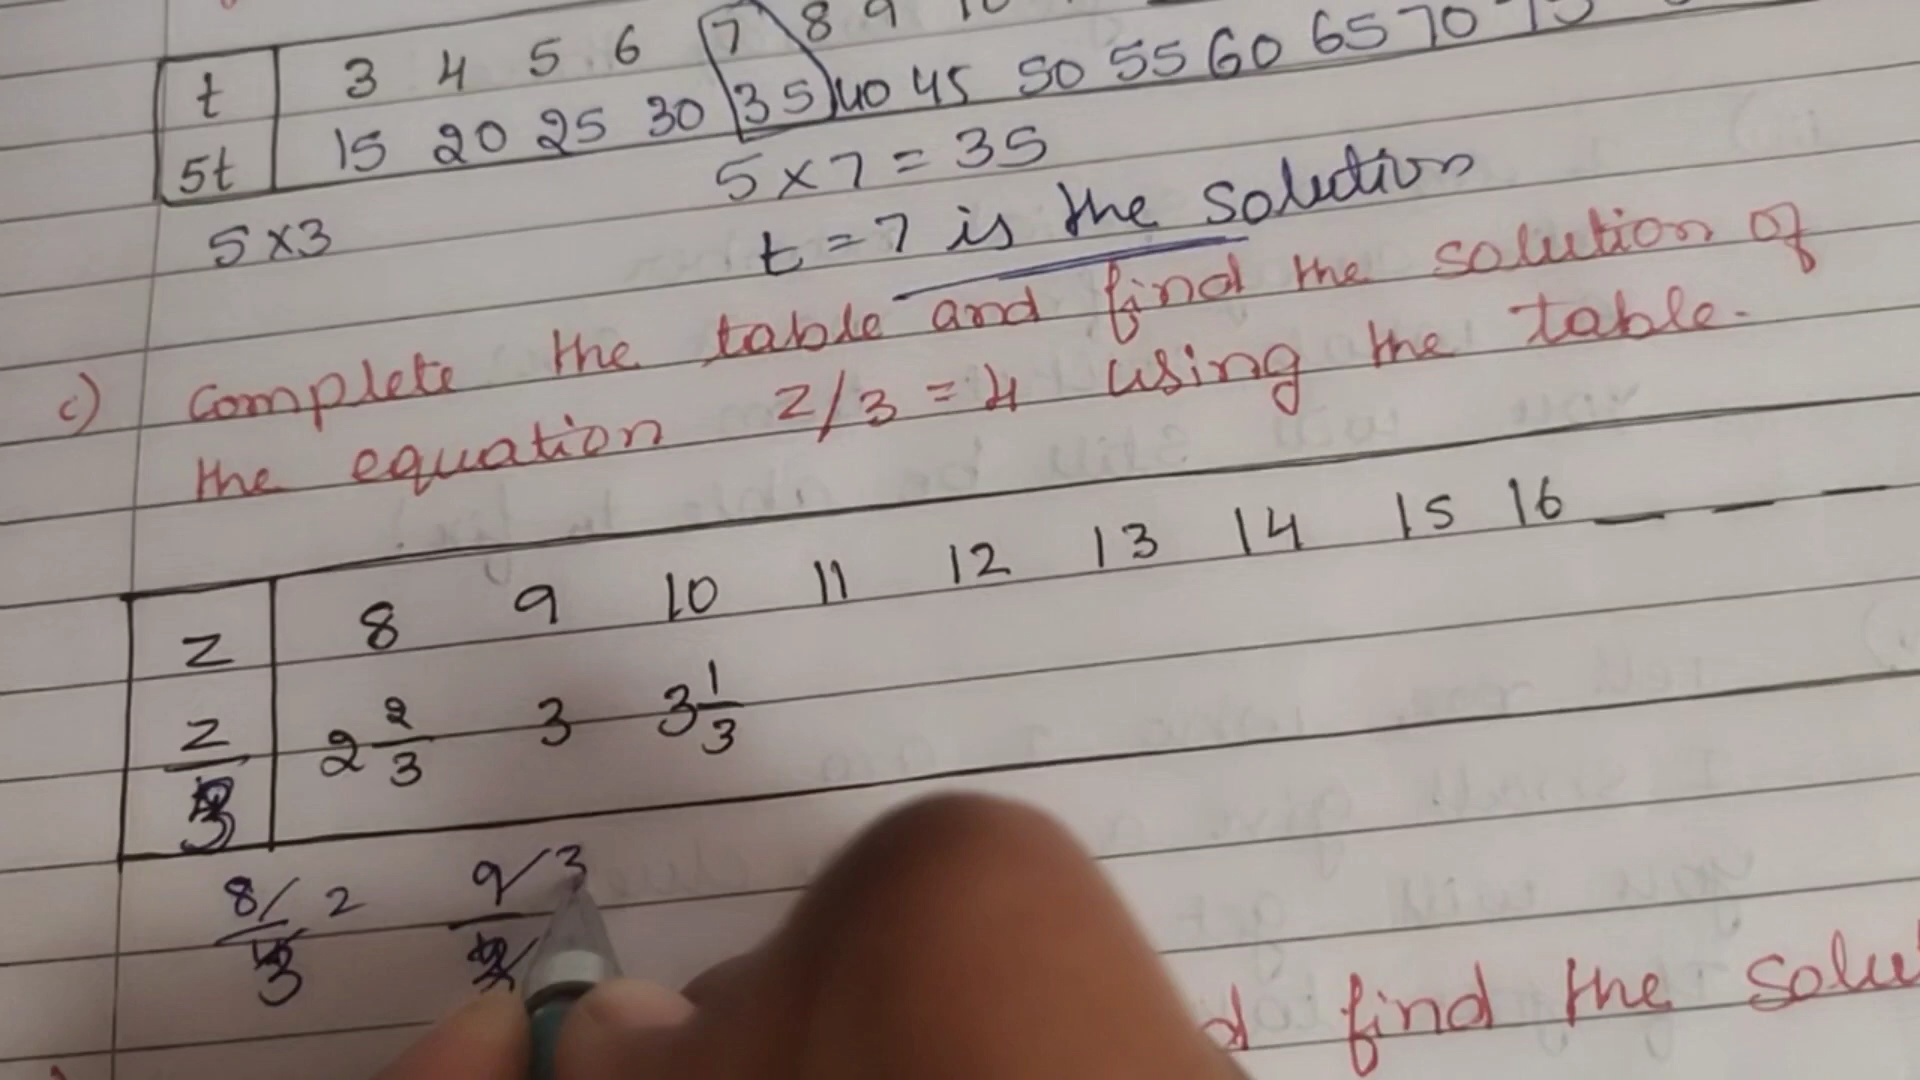 t 3 4 5 6 7 8 9 10
5t 15 20 25 30 35 40 45 50 55 60 65 70 75
5×3 5×7=35
t=7 is the solution
c) complete the table and find the solution of
the equation z/3=4 using the table.
z 8 9 10 11 12 13 14 15 16 _ _ _
z/3 2 2/3 3 3 1/3
8/3 2 9/3 3
find the solu